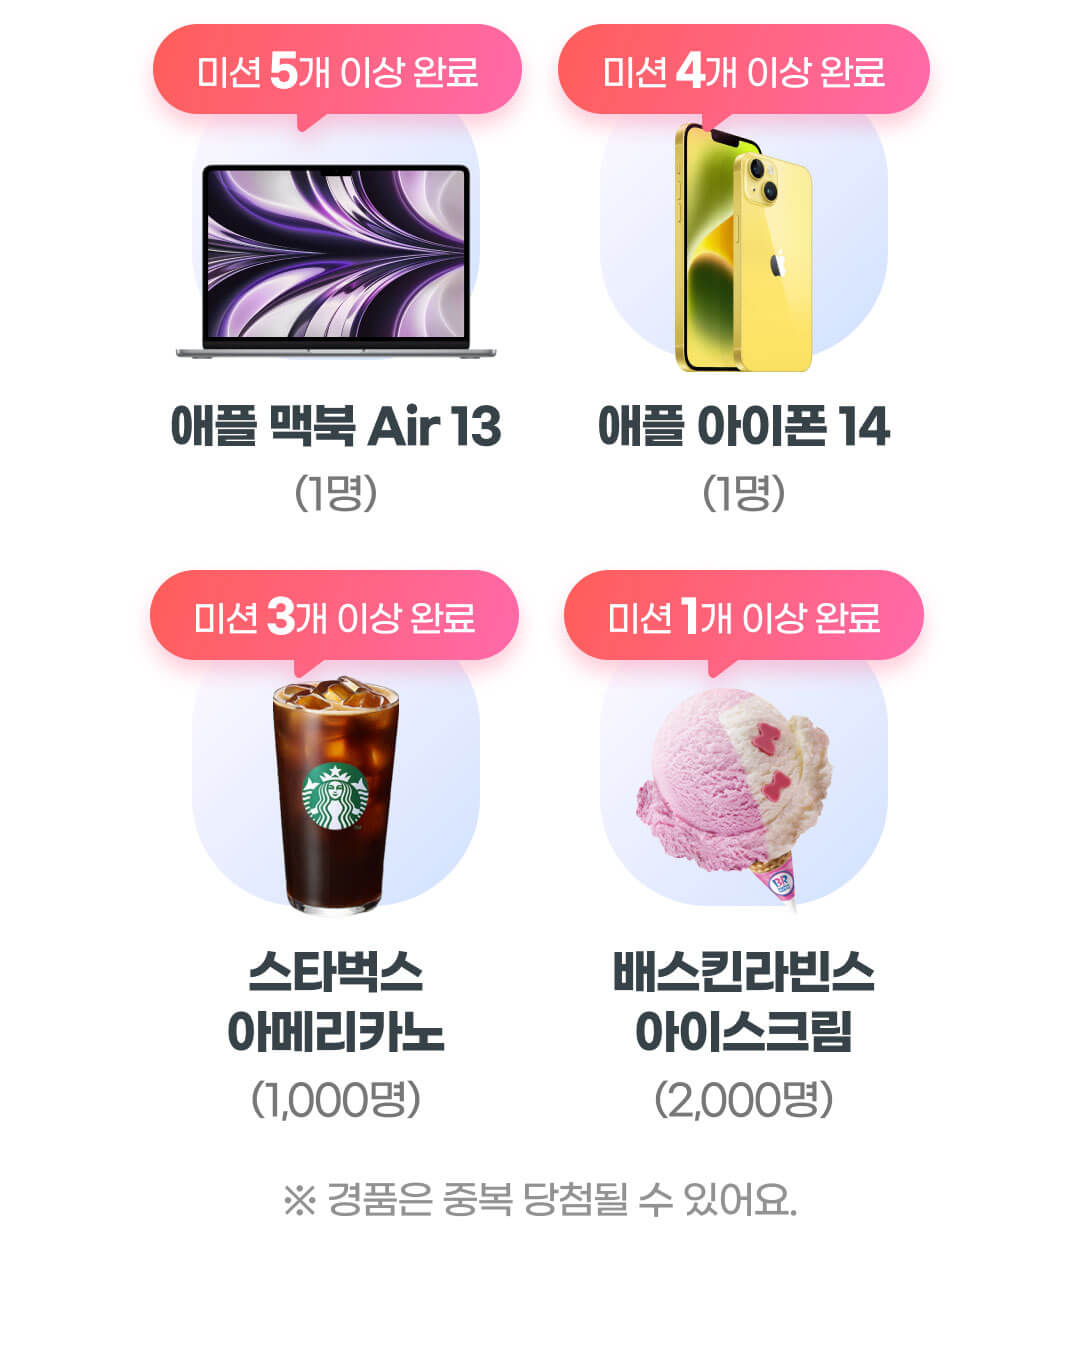 미션 5개 이상 완료
미션 4개 이상 완료
애플 맥북 Air 13
(1명)
애플 아이폰 14
(1명)
미션 3개 이상 완료
미션 1개 이상 완료
스타벅스
아메리카노
(1,000명)
BR
배스킨라빈스
아이스크림
(2,000명)
※ 경품은 중복 당첨될 수 있어요.